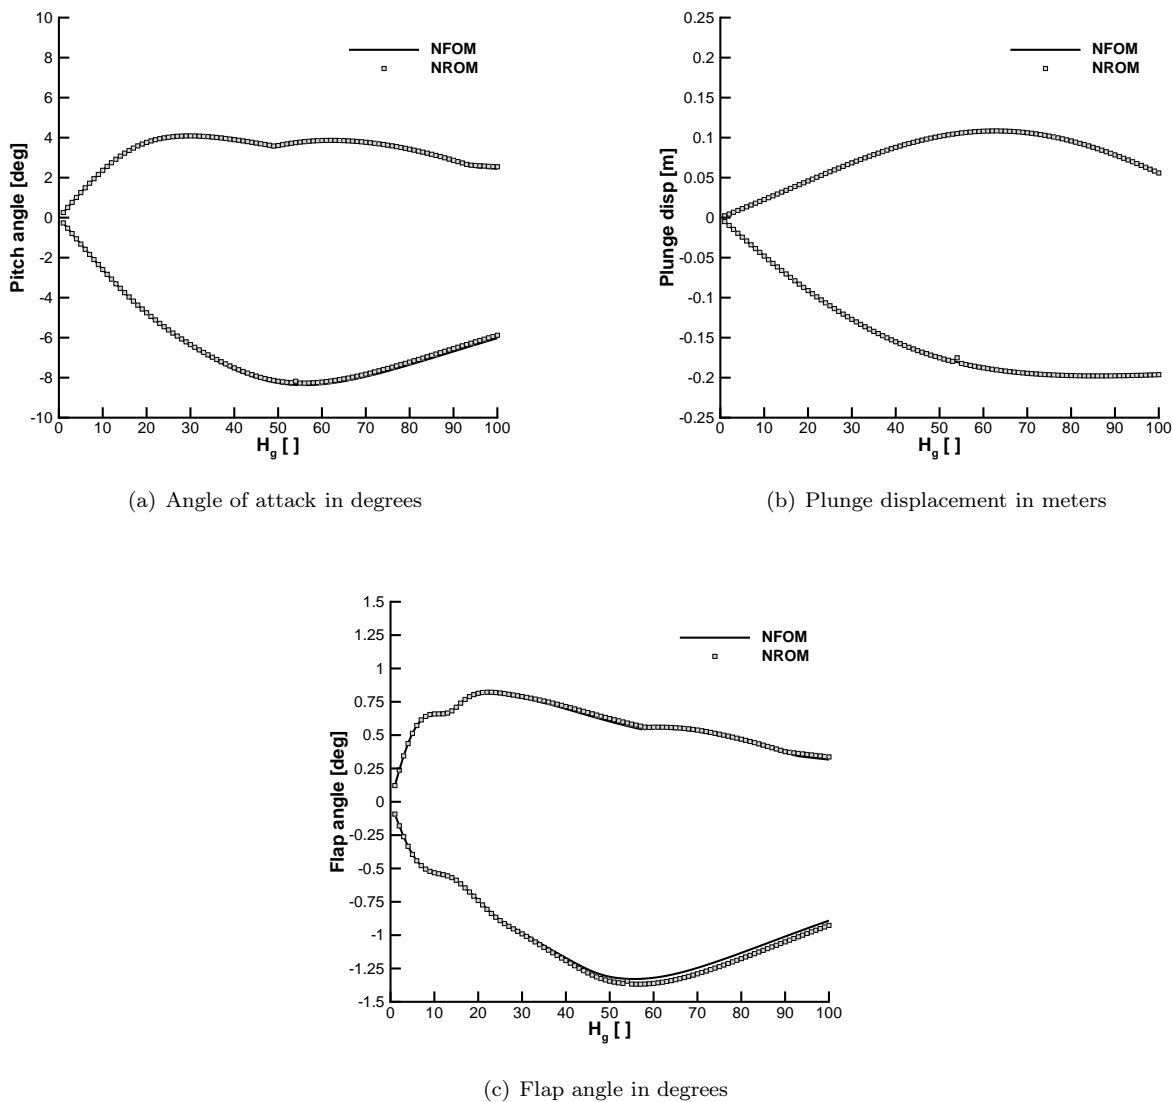 10
8
6
4
2
0
-2
-4
-6
-8
-10
Pitch angle [deg]
NFOM
NROM
0 10 20 30 40 50 60 70 80 90 100
H_g [ ]
(a) Angle of attack in degrees
0.25
0.2
0.15
0.1
0.05
0
-0.05
-0.1
-0.15
-0.2
-0.25
Plunge disp [m]
NFOM
NROM
0 10 20 30 40 50 60 70 80 90 100
H_g [ ]
(b) Plunge displacement in meters
1.5
1.25
1
0.75
0.5
0.25
0
-0.25
-0.5
-0.75
-1
-1.25
-1.5
Flap angle [deg]
NFOM
NROM
0 10 20 30 40 50 60 70 80 90 100
H_g [ ]
(c) Flap angle in degrees